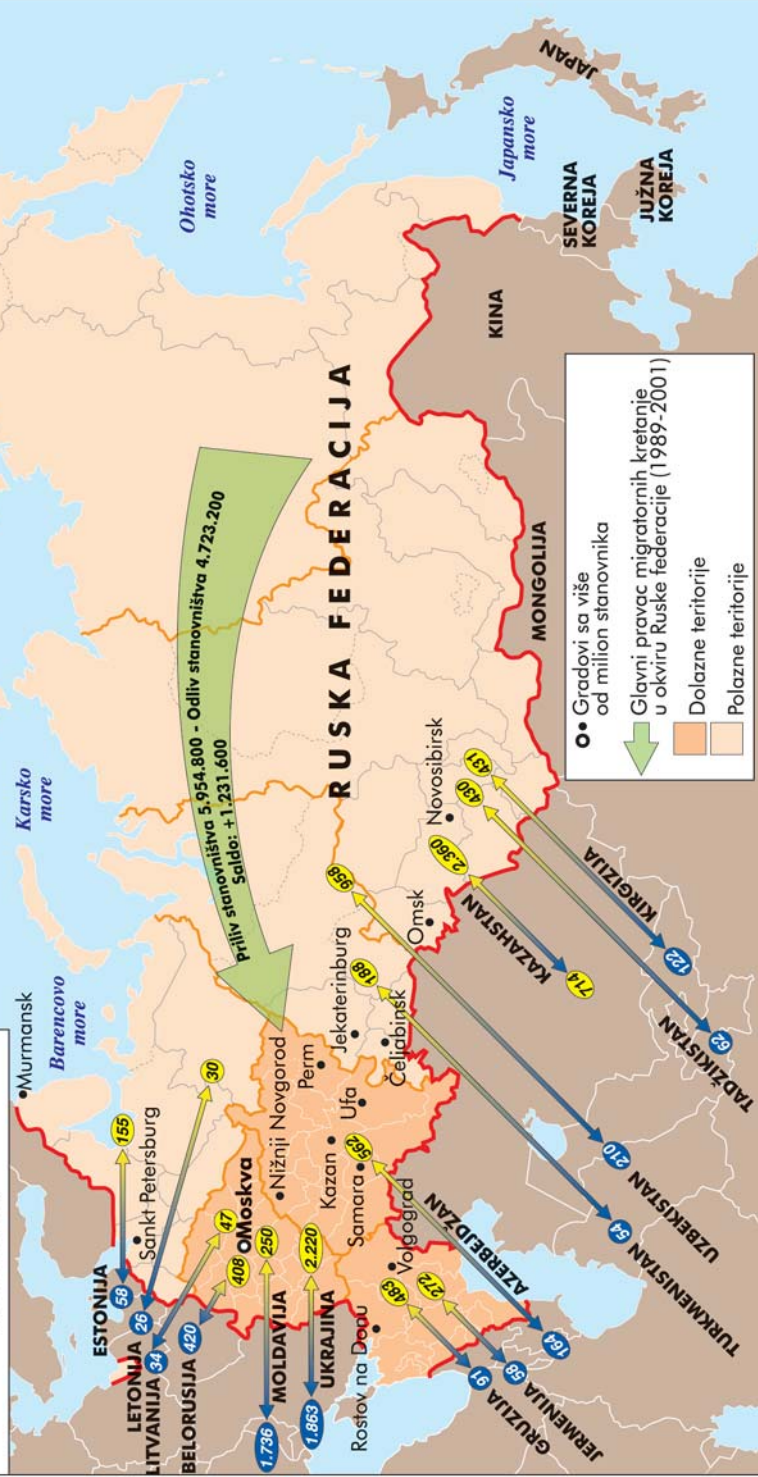 Murmansk
Barencovo
more
Karsko
more
Ohotsko
more
Japansko
more
JAPAN
SEVERNA
KOREJA
JUŽNA
KOREJA
KINA
MONGOLIJA
RUSKA FEDERACIJA
Priliv stanovništva 5.954.800 - Odliv stanovništva 4.723.200
Saldo: +1.231.600
ESTONIJA
58
155
Sankt Petersburg
LETONIJA
26
30
LITVANIJA
34
47
BELORUSIJA
420
408
Moskva
Nižnji Novgorod
MOLDAVIJA
1.736
250
UKRAJINA
1.863
2.220
Perm
Kazan
Ufa
Samara
Jekaterinburg
Čeljabinsk
Omsk
Novosibirsk
Volgograd
Rostov na Donu
GRUZIJA
91
483
JERMENIJA
58
272
AZERBEJDŽAN
164
562
TURKMENISTAN
54
188
UZBEKISTAN
210
958
KAZAHSTAN
714
2.360
TADŽIKISTAN
62
430
KIRGIZIJA
122
431
Gradovi sa više
od milion stanovnika
Glavni pravac migratornih kretanje
u okviru Ruske federacije (1989-2001)
Dolazne teritorije
Polazne teritorije